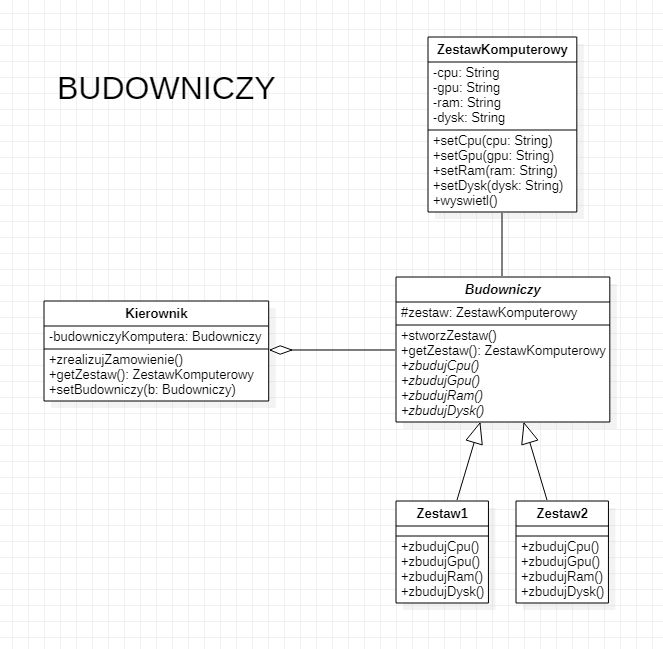 BUDOWNICZY
ZestawKomputerowy
-cpu: String
-gpu: String
-ram: String
-dysk: String
+setCpu(cpu: String)
+setGpu(gpu: String)
+setRam(ram: String)
+setDysk(dysk: String)
+wyswietl()
Kierownik
-budowniczyKomputera: Budowniczy
+zrealizujZamowienie()
+getZestaw(): ZestawKomputerowy
+setBudowniczy(b: Budowniczy)
Budowniczy
#zestaw: ZestawKomputerowy
+stworzZestaw()
+getZestaw(): ZestawKomputerowy
+zbudujCpu()
+zbudujGpu()
+zbudujRam()
+zbudujDysk()
Zestaw1
+zbudujCpu()
+zbudujGpu()
+zbudujRam()
+zbudujDysk()
Zestaw2
+zbudujCpu()
+zbudujGpu()
+zbudujRam()
+zbudujDysk()